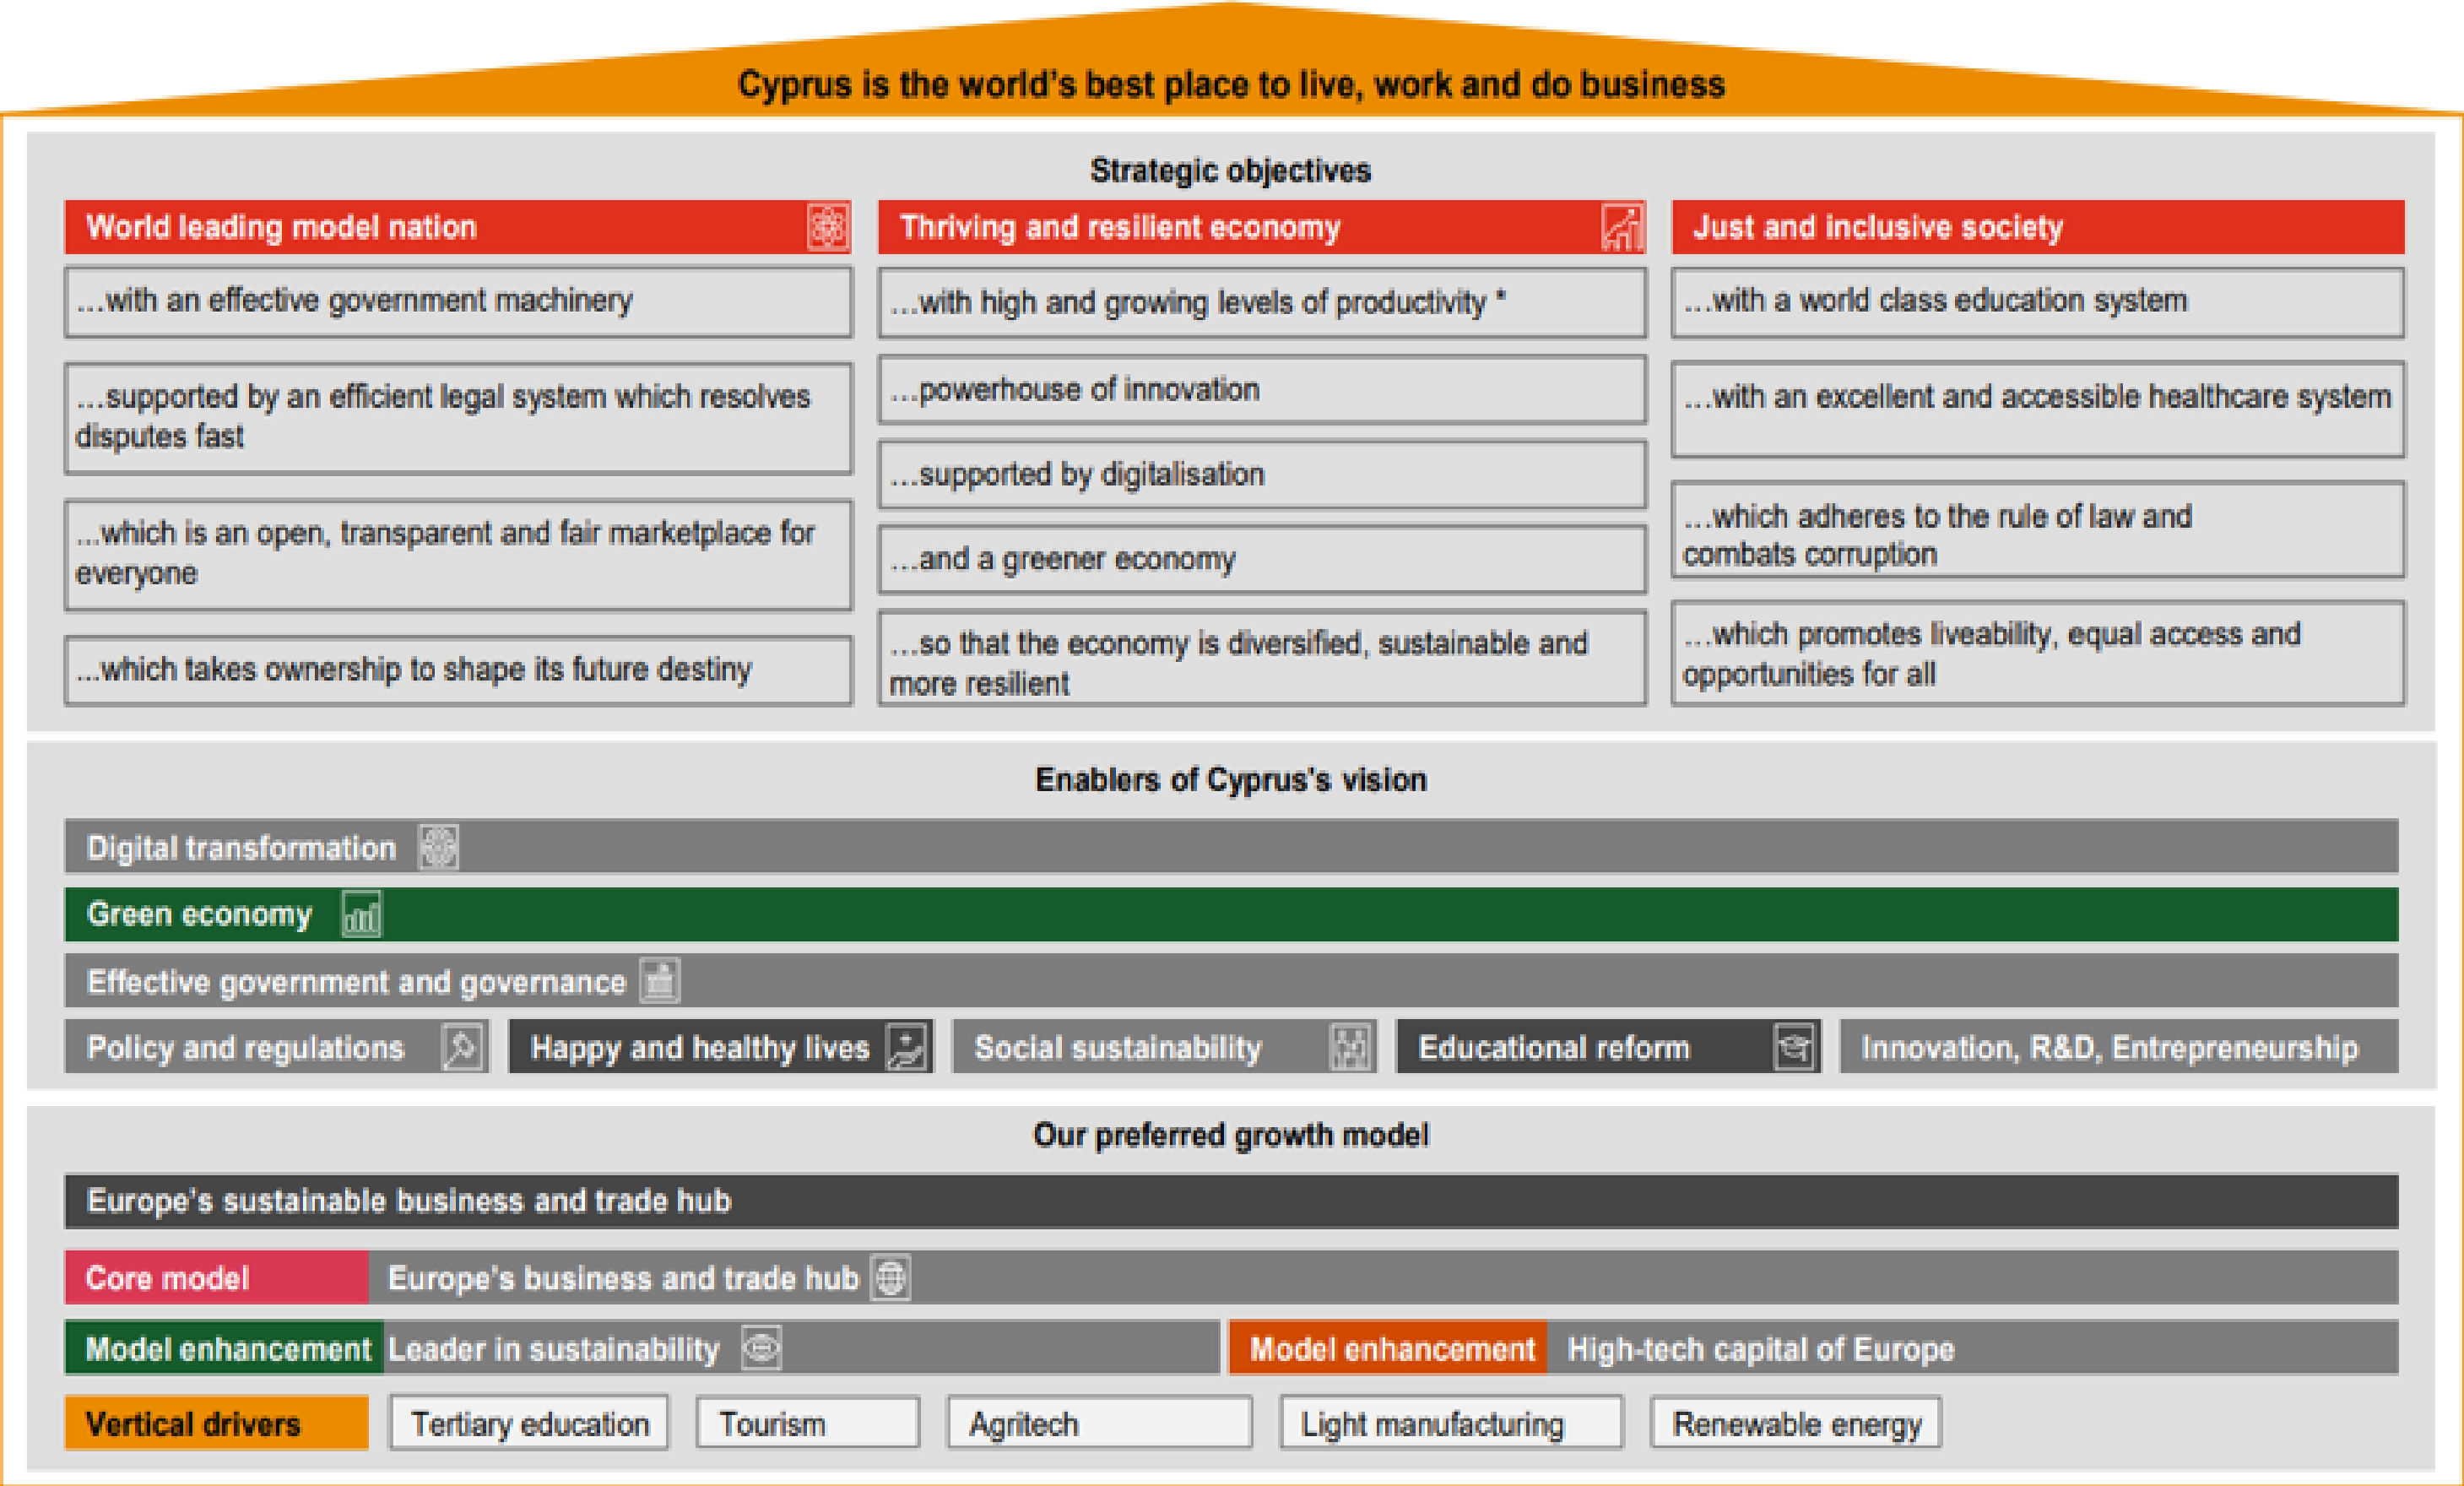 Cyprus is the world's best place to live, work and do business
Strategic objectives
World leading model nation
...with an effective government machinery
...supported by an efficient legal system which resolves
disputes fast
...which is an open, transparent and fair marketplace for
everyone
...which takes ownership to shape its future destiny
Thriving and resilient economy
...with high and growing levels of productivity *
...powerhouse of innovation
...supported by digitalisation
...and a greener economy
...so that the economy is diversified, sustainable and
more resilient
Just and inclusive society
...with a world class education system
...with an excellent and accessible healthcare system
...which adheres to the rule of law and
combats corruption
...which promotes liveability, equal access and
opportunities for all
Enablers of Cyprus's vision
Digital transformation
Green economy
Effective government and governance
Policy and regulations
Happy and healthy lives
Social sustainability
Educational reform
Innovation, R&D, Entrepreneurship
Our preferred growth model
Europe's sustainable business and trade hub
Core model
Europe's business and trade hub
Model enhancement
Leader in sustainability
Model enhancement
High-tech capital of Europe
Vertical drivers
Tertiary education
Tourism
Agritech
Light manufacturing
Renewable energy